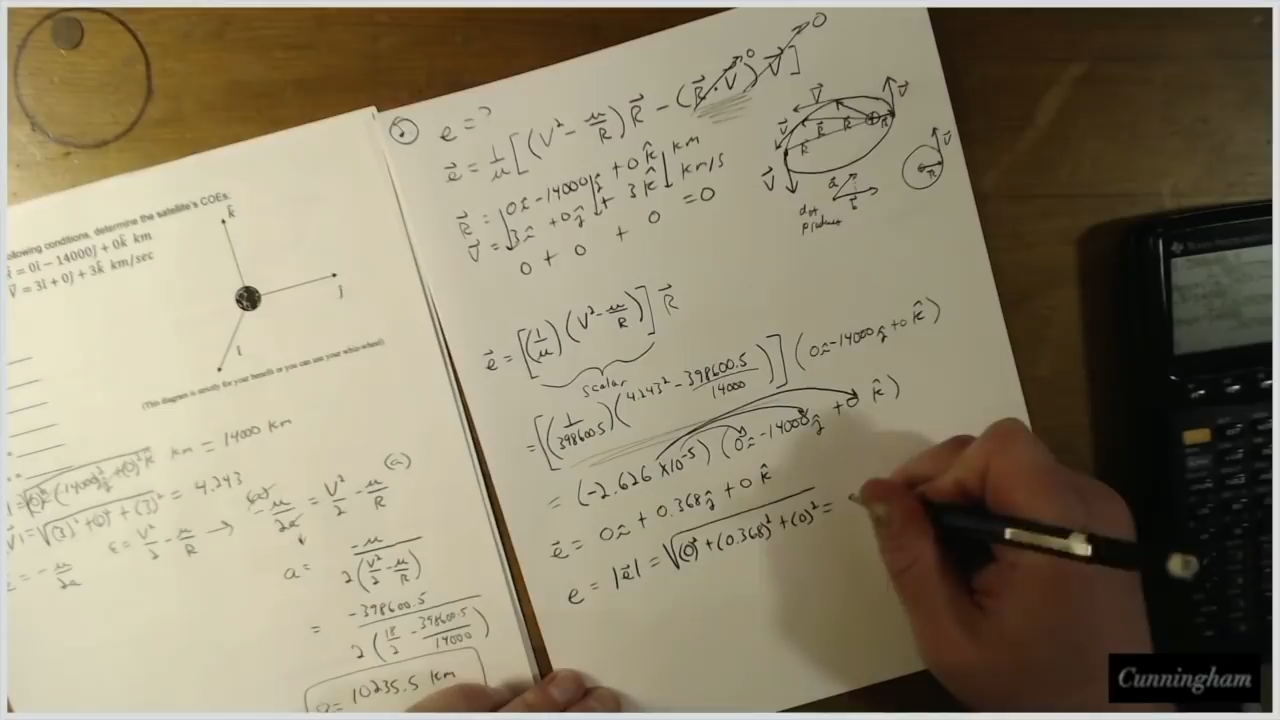 ollowing conditions, determine the satellite's COEs:
= 0î − 14000ĵ + 0k̂ km
V⃗ = 3î + 0ĵ + 3k̂ km/sec
k̂
j
i
(This diagram is strictly for your benefit or you can use your whiz-wheel)
km = 14000 km
V| = √(3)² + (0)² + (3)² = 4.243
ε = V²/2 − μ/R →
= −μ/2a
(a)
−μ/2a = V²/2 − μ/R
a = −μ / 2(V²/2 − μ/R)
= −398600.5 / 2(18/2 − 398600.5/14000)
a = 10235.5 km
2. e = ?
e⃗ = 1/μ [(V² − μ/R) R⃗ − (R⃗ · V⃗)⁰ V⃗] 0
R⃗ = 0î − 14000ĵ + 0k̂ km
V⃗ = 3î + 0ĵ + 3k̂ km/s
0 + 0 + 0 = 0
V⃗
V⃗
V⃗
V⃗
R⃗
R
R
a⃗
b⃗
dot
product
V⃗
R
e⃗ = [(1/μ)(V² − μ/R)] R⃗
scalar
= [(1/398600.5)(4.243² − 398600.5/14000)] (0î − 14000ĵ + 0k̂)
= (−2.626 × 10⁻⁵)(0î − 14000ĵ + 0k̂)
e⃗ = 0î + 0.368ĵ + 0k̂
e = |e⃗| = √(0)² + (0.368)² + (0)² =
Cunningham